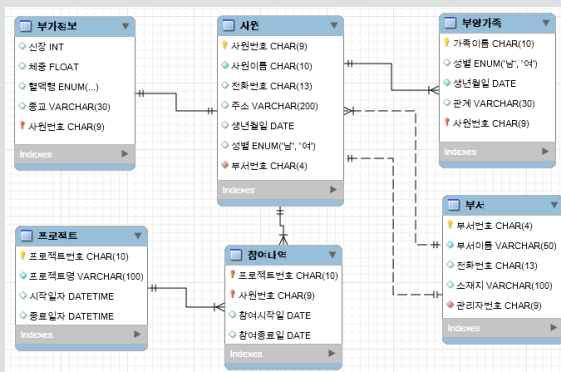 부가정보
신장 INT
체중 FLOAT
혈액형 ENUM(...)
종교 VARCHAR(30)
사원번호 CHAR(9)
Indexes
사원
사원번호 CHAR(9)
사원이름 CHAR(10)
전화번호 CHAR(13)
주소 VARCHAR(200)
생년월일 DATE
성별 ENUM('남', '여')
부서번호 CHAR(4)
Indexes
부양가족
가족이름 CHAR(10)
성별 ENUM('남', '여')
생년월일 DATE
관계 VARCHAR(30)
사원번호 CHAR(9)
Indexes
프로젝트
프로젝트번호 CHAR(10)
프로젝트명 VARCHAR(100)
시작일자 DATETIME
종료일자 DATETIME
Indexes
참여내역
프로젝트번호 CHAR(10)
사원번호 CHAR(9)
참여시작일 DATE
참여종료일 DATE
Indexes
부서
부서번호 CHAR(4)
부서이름 VARCHAR(50)
전화번호 CHAR(13)
소재지 VARCHAR(100)
관리자번호 CHAR(9)
Indexes